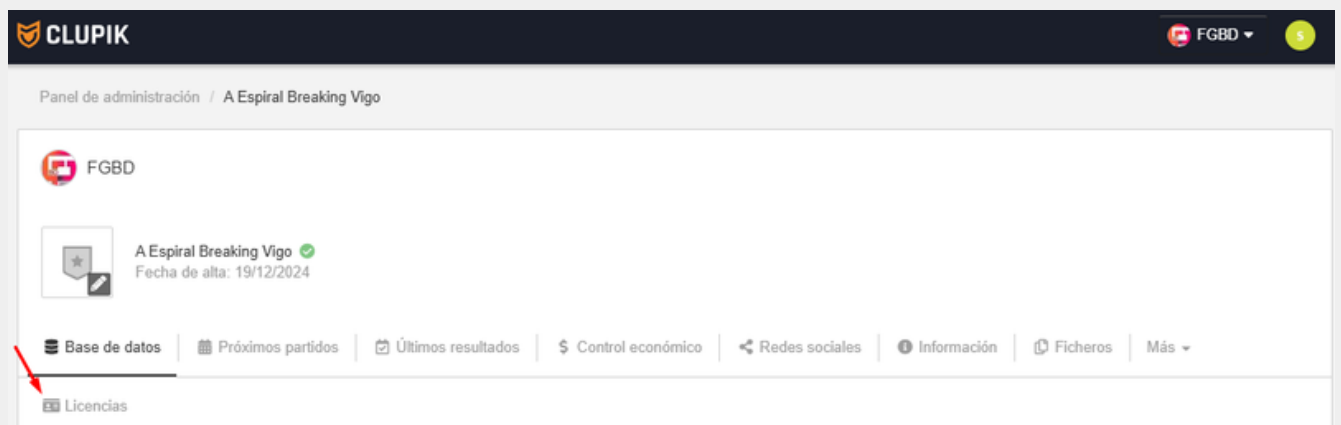 CLUPIK
FGBD
S
Panel de administración / A Espiral Breaking Vigo
FGBD
A Espiral Breaking Vigo
Fecha de alta: 19/12/2024
Base de datos
Próximos partidos
Últimos resultados
$ Control económico
Redes sociales
Información
Ficheros
Más
Licencias